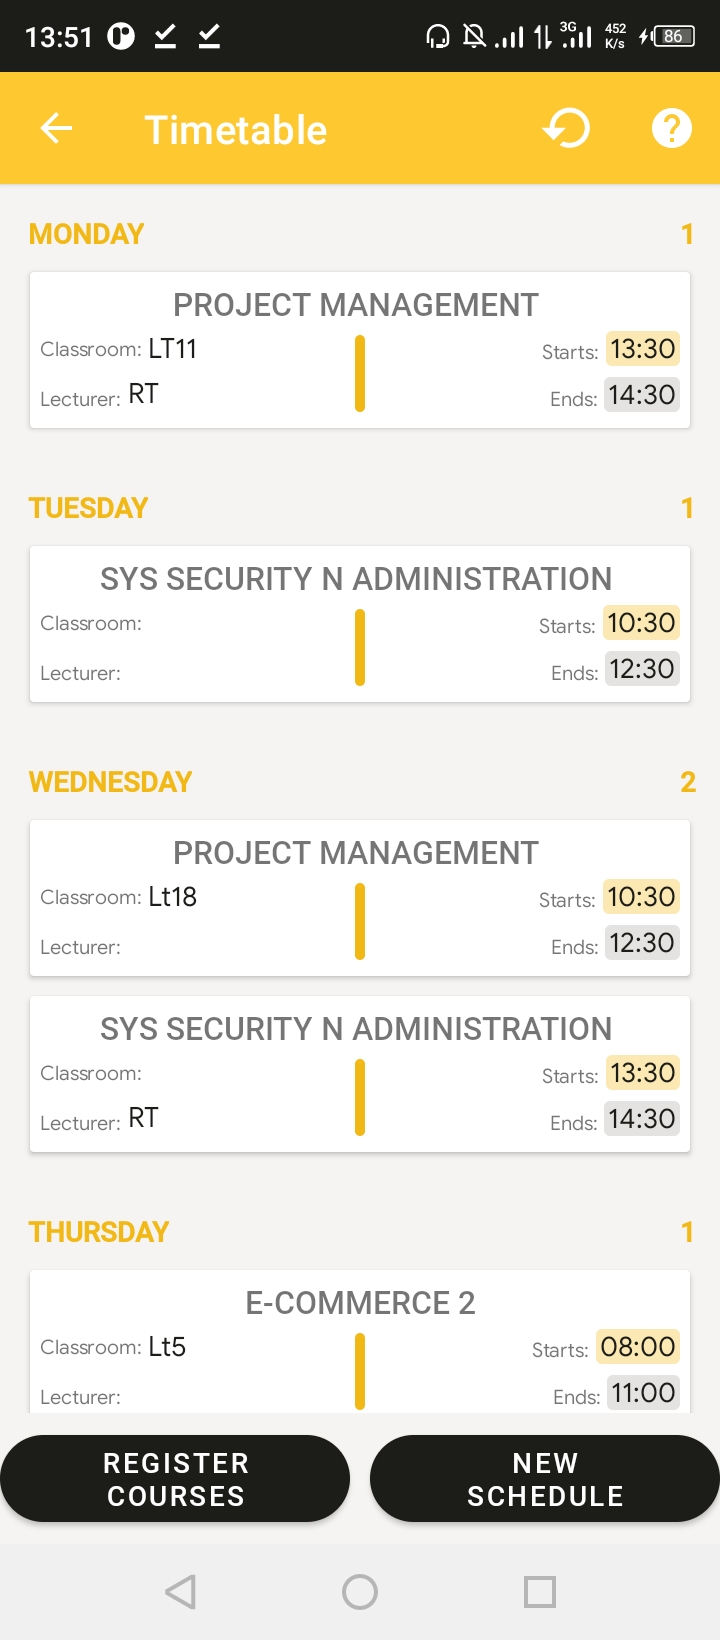 13:51
3G
452
K/s
86
Timetable
MONDAY 1
PROJECT MANAGEMENT
Classroom: LT11 Starts: 13:30
Lecturer: RT Ends: 14:30
TUESDAY 1
SYS SECURITY N ADMINISTRATION
Classroom: Starts: 10:30
Lecturer: Ends: 12:30
WEDNESDAY 2
PROJECT MANAGEMENT
Classroom: Lt18 Starts: 10:30
Lecturer: Ends: 12:30
SYS SECURITY N ADMINISTRATION
Classroom: Starts: 13:30
Lecturer: RT Ends: 14:30
THURSDAY 1
E-COMMERCE 2
Classroom: Lt5 Starts: 08:00
Lecturer: Ends: 11:00
REGISTER
COURSES
NEW
SCHEDULE